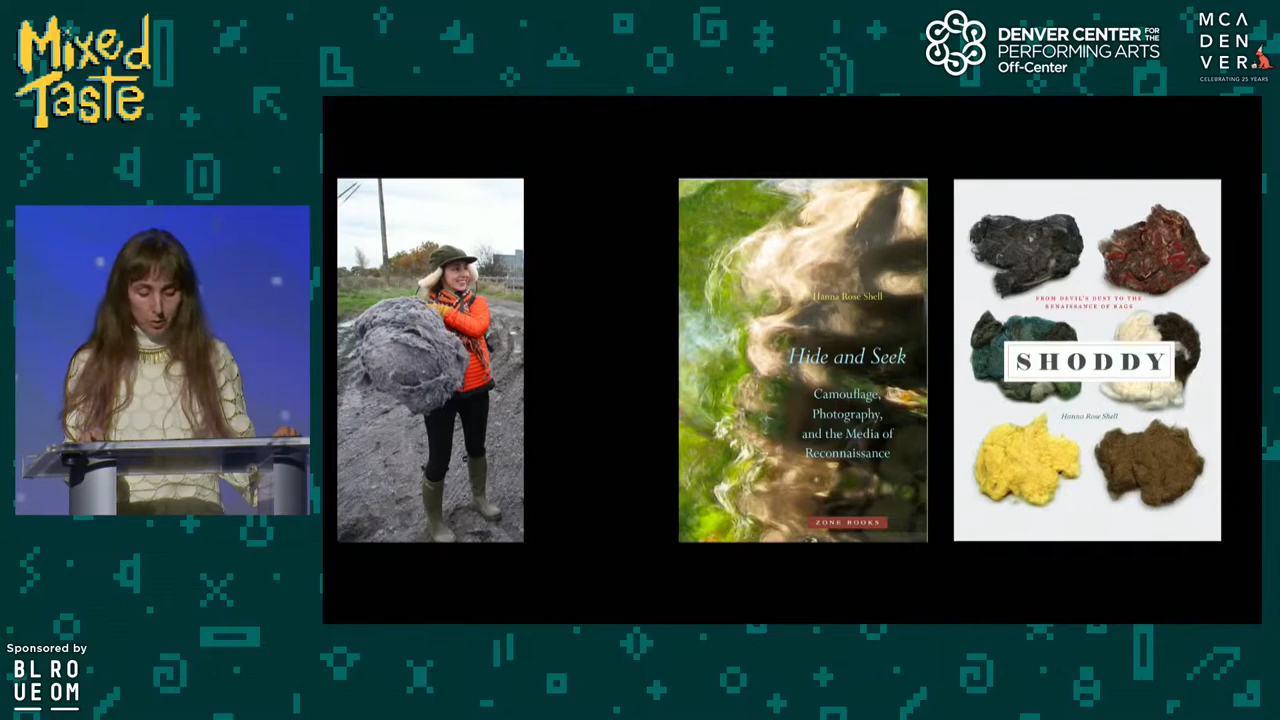 Mixed
Taste
DENVER CENTER FOR THE
PERFORMING ARTS
Off-Center
MCA
DEN
VER
CELEBRATING 25 YEARS
Hanna Rose Shell
Hide and Seek
Camouflage,
Photography,
and the Media of
Reconnaissance
ZONE BOOKS
FROM DEVIL'S DUST TO THE
RENAISSANCE OF RAGS
SHODDY
Hanna Rose Shell
Sponsored by
BL RO
UE OM